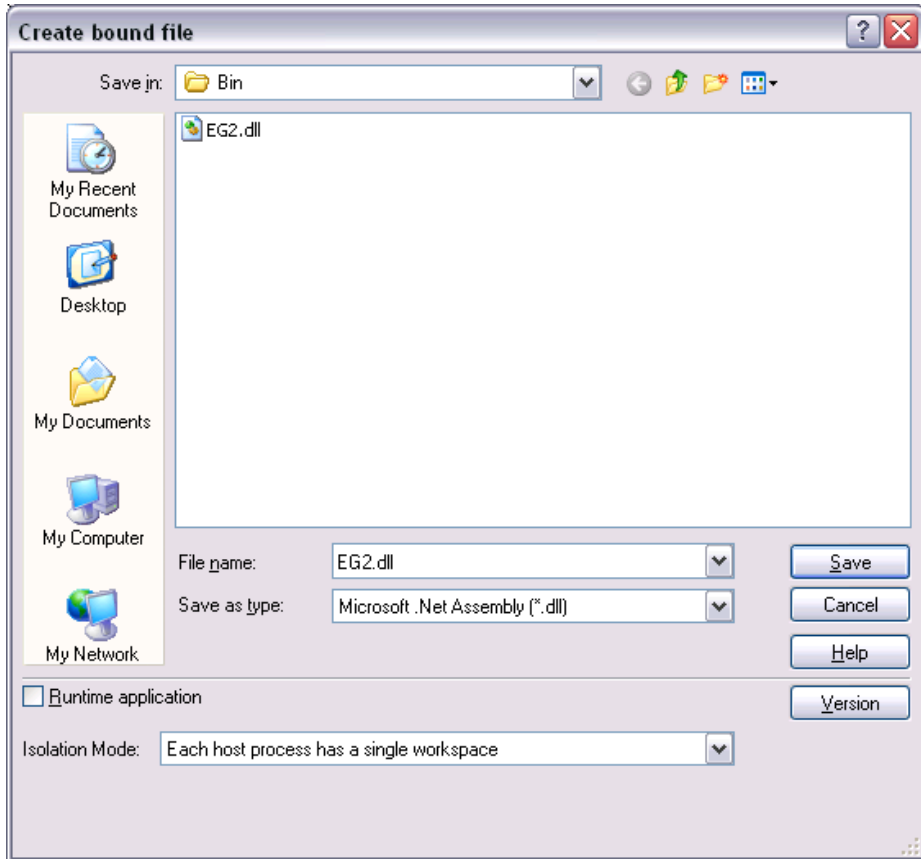 Create bound file
Save in: Bin
EG2.dll
My Recent
Documents
Desktop
My Documents
My Computer
My Network
File name: EG2.dll Save
Save as type: Microsoft .Net Assembly (*.dll) Cancel
Help
Runtime application Version
Isolation Mode: Each host process has a single workspace